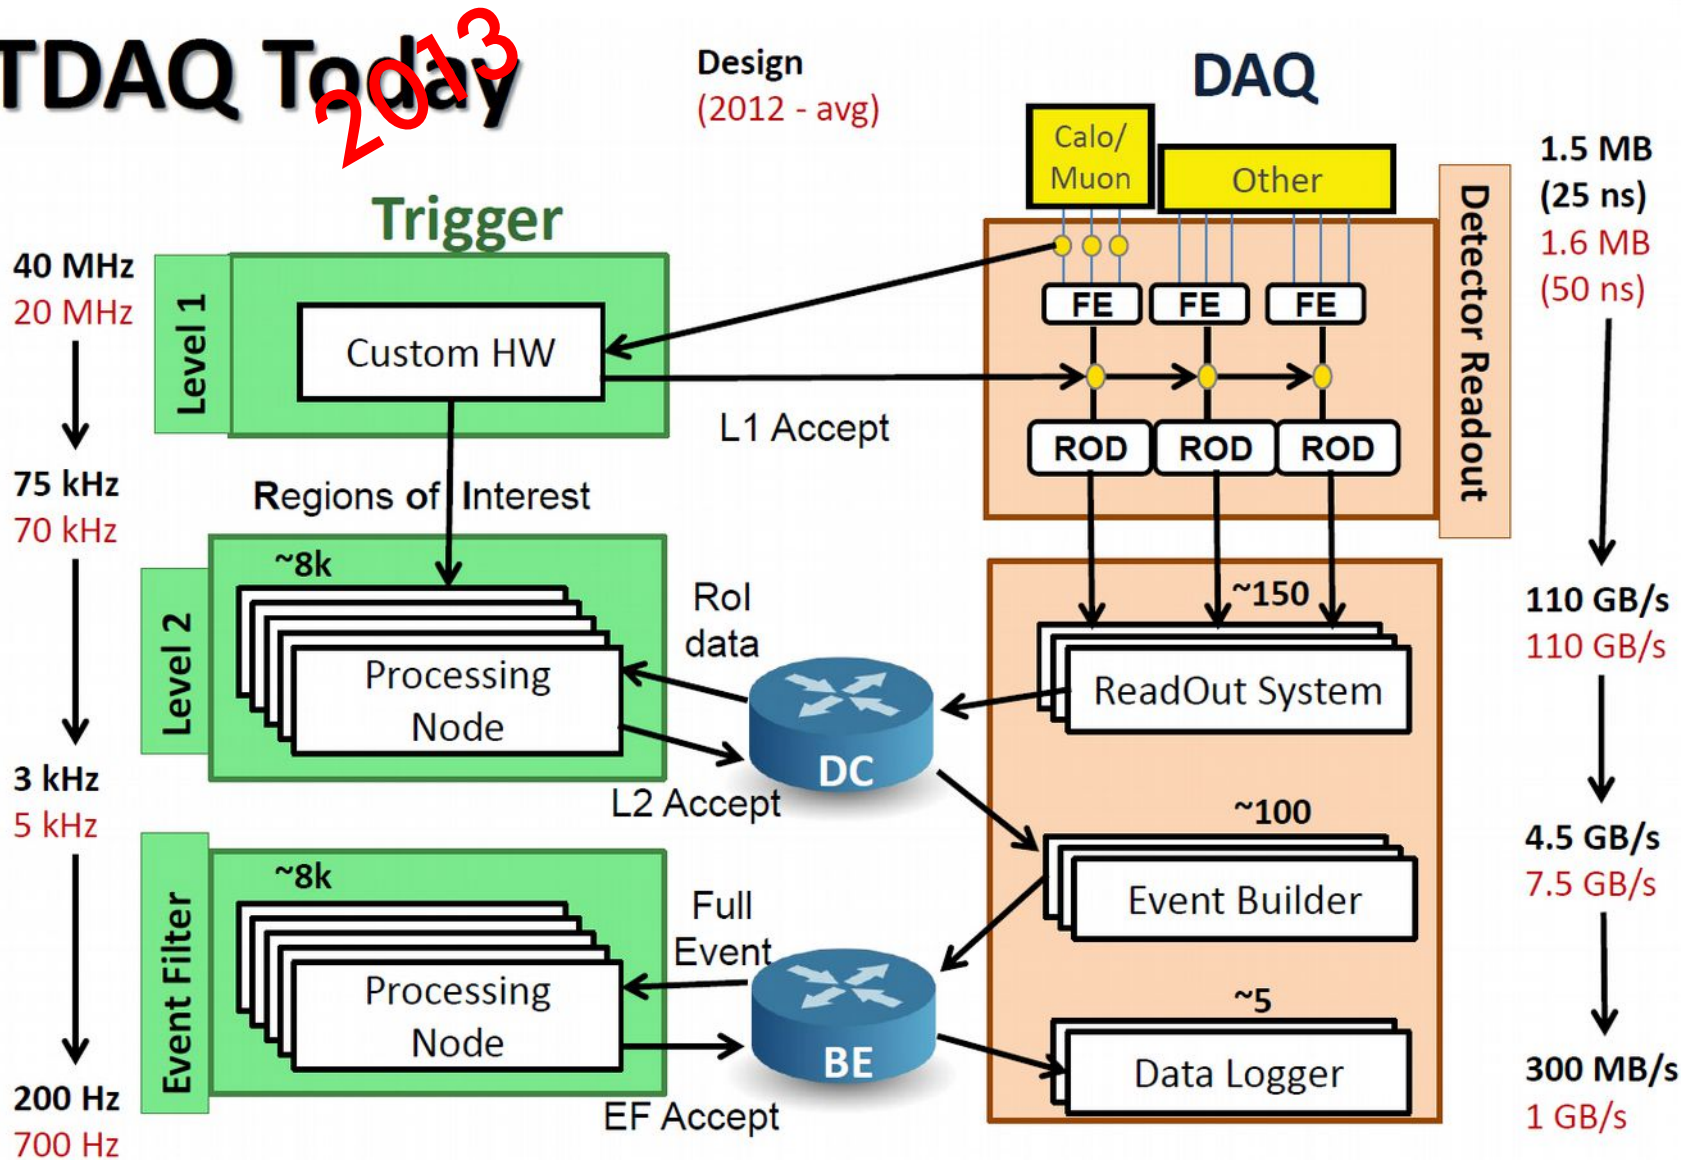 TDAQ Today
2013
Design
(2012 - avg)
DAQ
Trigger
40 MHz
20 MHz
75 kHz
70 kHz
3 kHz
5 kHz
200 Hz
700 Hz
Level 1
Custom HW
L1 Accept
Regions of Interest
Level 2
~8k
Processing
Node
RoI
data
L2 Accept
DC
Event Filter
~8k
Processing
Node
Full
Event
EF Accept
BE
Calo/
Muon
Other
FE
FE
FE
ROD
ROD
ROD
Detector Readout
~150
ReadOut System
~100
Event Builder
~5
Data Logger
1.5 MB
(25 ns)
1.6 MB
(50 ns)
110 GB/s
110 GB/s
4.5 GB/s
7.5 GB/s
300 MB/s
1 GB/s